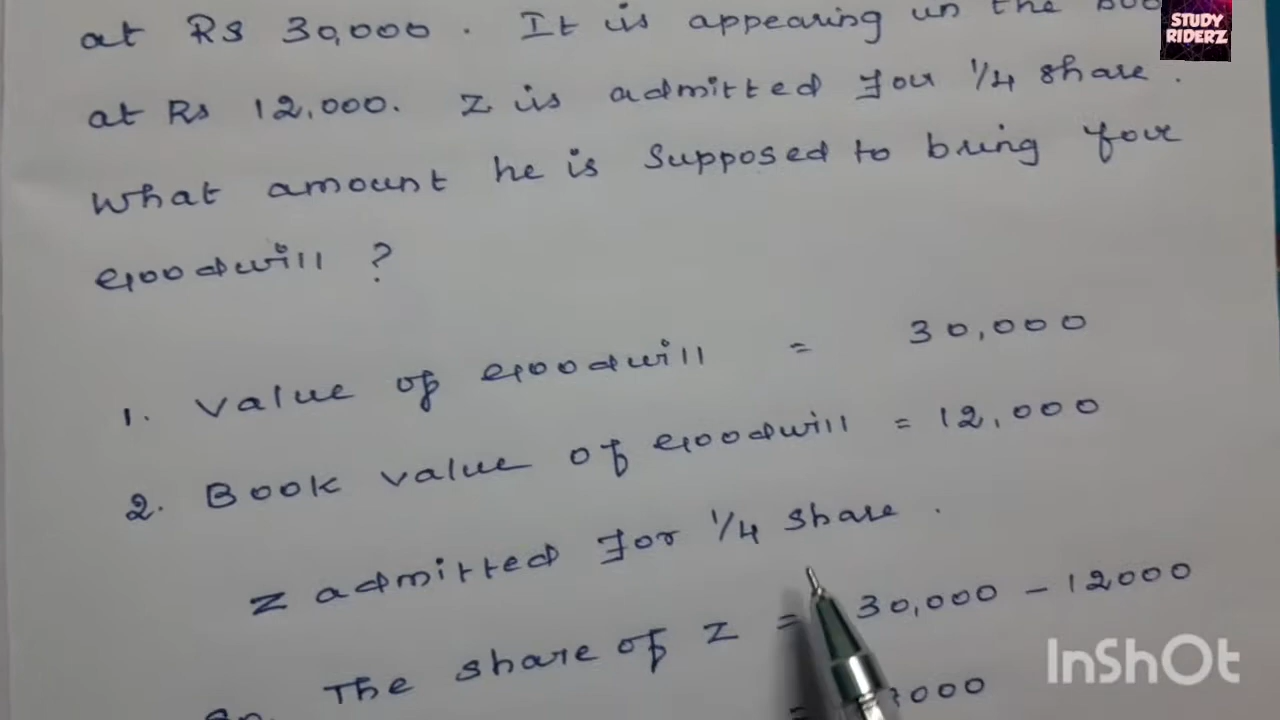 at Rs 30,000. It is appearing in the
at Rs 12,000. Z is admitted for 1/4 share.
What amount he is supposed to bring for
Goodwill ?
1. Value of Goodwill = 30,000
2. Book value of Goodwill = 12,000
Z admitted for 1/4 share.
The share of Z = 30,000 - 12000
=
STUDY
RIDERZ
InShOt